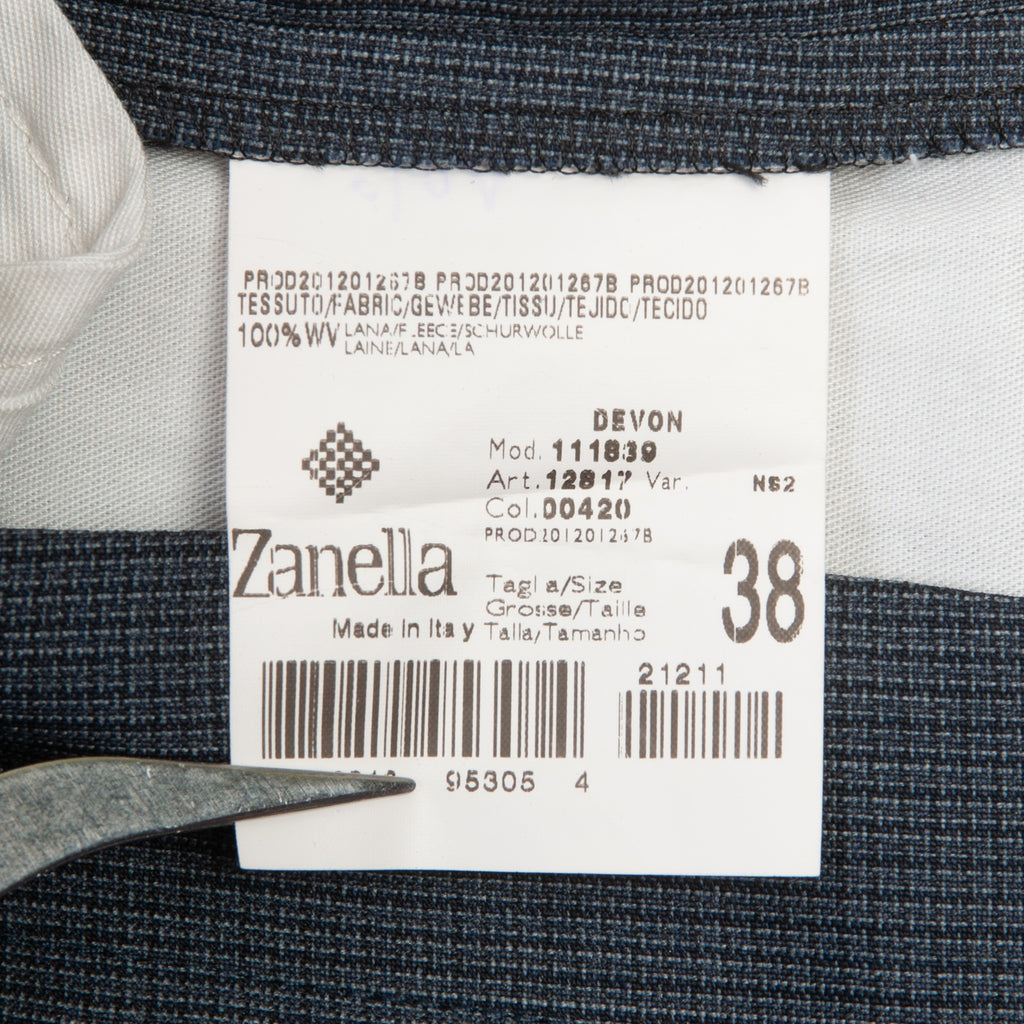 PROD201201267B PROD201201267B PROD201201267B
TESSUTO/FABRIC/GEWEBE/TISSU/TEJIDO/TECIDO
100% WV LANA/FLEECE/SCHURWOLLE
LAINE/LANA/LA
DEVON
Mod. 111839
Art. 12817 Var. NS2
Col. D0420
PROD201201267B
Zanella
Taglia/Size
Grosse/Taille
Talla/Tamanho
38
Made in Italy
21211
95305 4